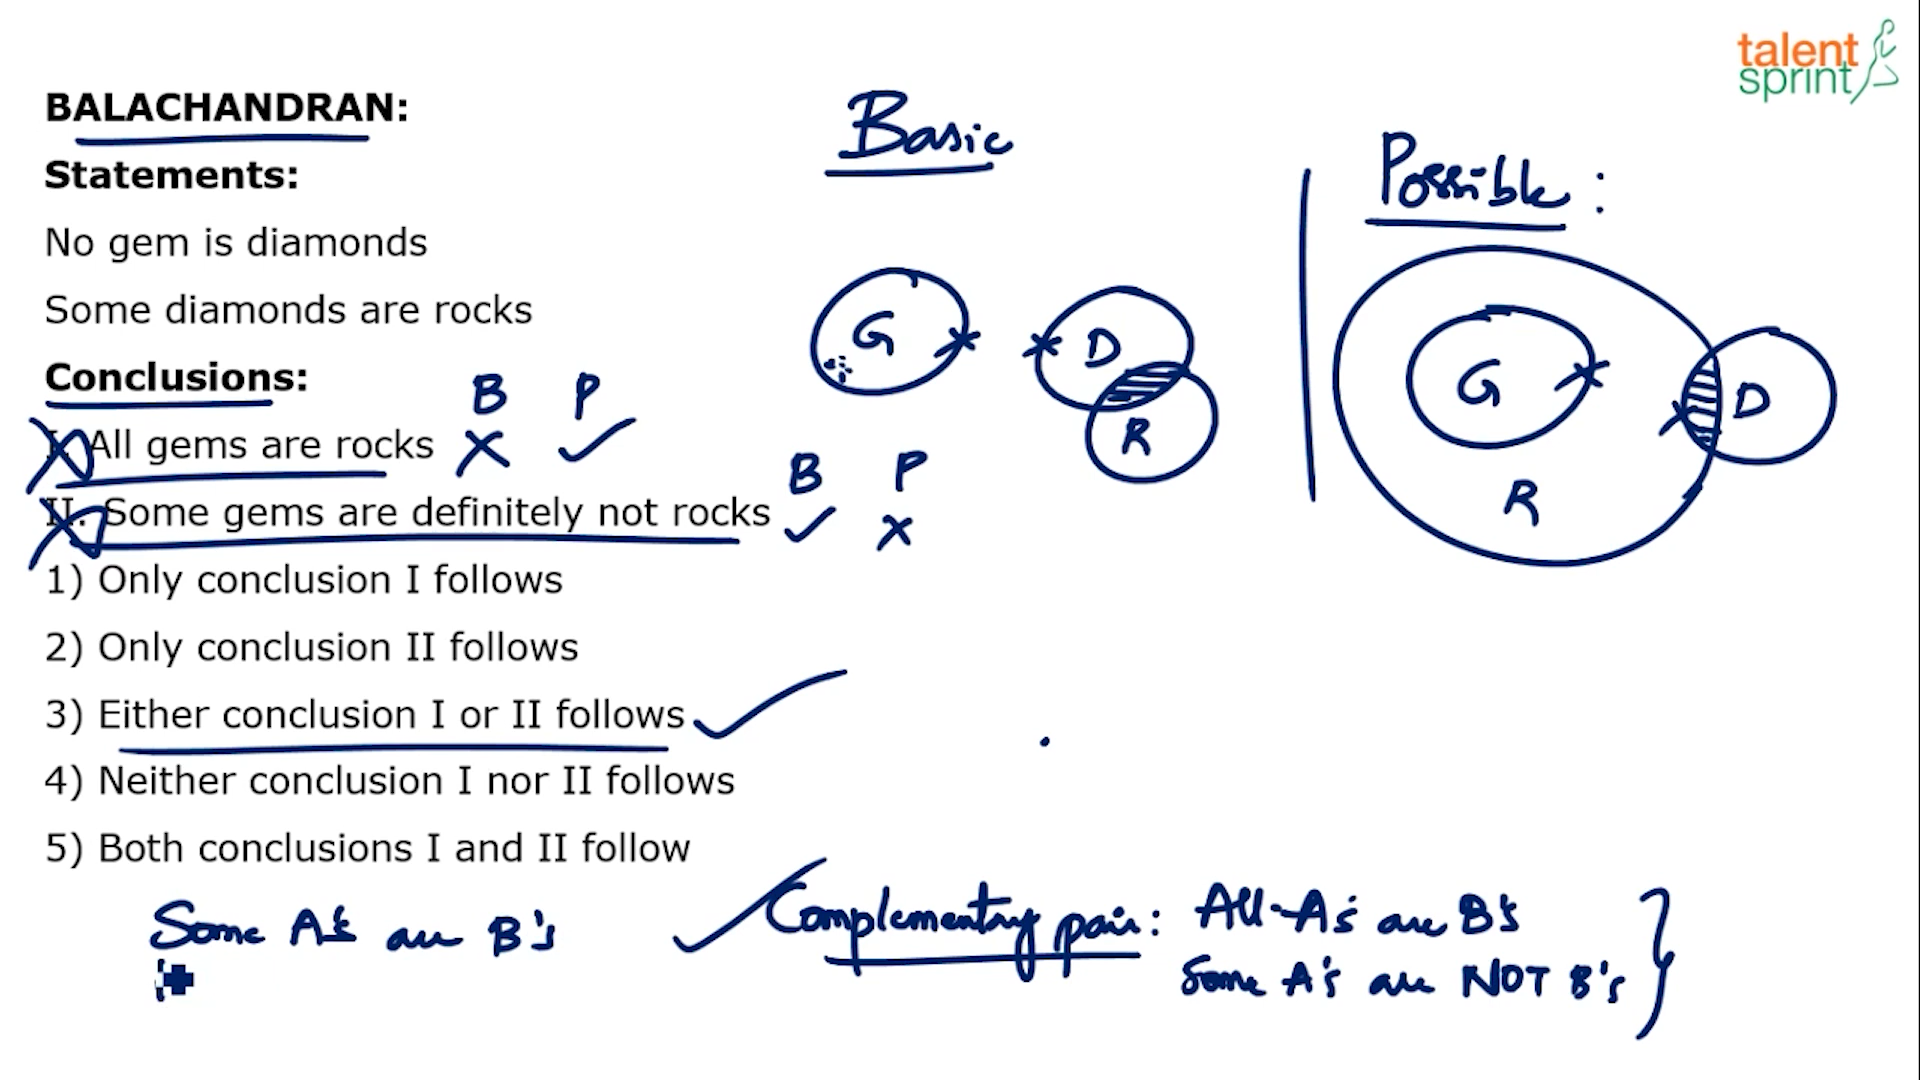 talent
sprint
BALACHANDRAN:
Statements:
No gem is diamonds
Some diamonds are rocks
Conclusions:
B P
I. All gems are rocks
B P
II. Some gems are definitely not rocks
1) Only conclusion I follows
2) Only conclusion II follows
3) Either conclusion I or II follows
4) Neither conclusion I nor II follows
5) Both conclusions I and II follow
Some A's are B's
Basic
G
D
R
Possible:
G
D
R
Complementry pair: All A's are B's
Some A's are NOT B's